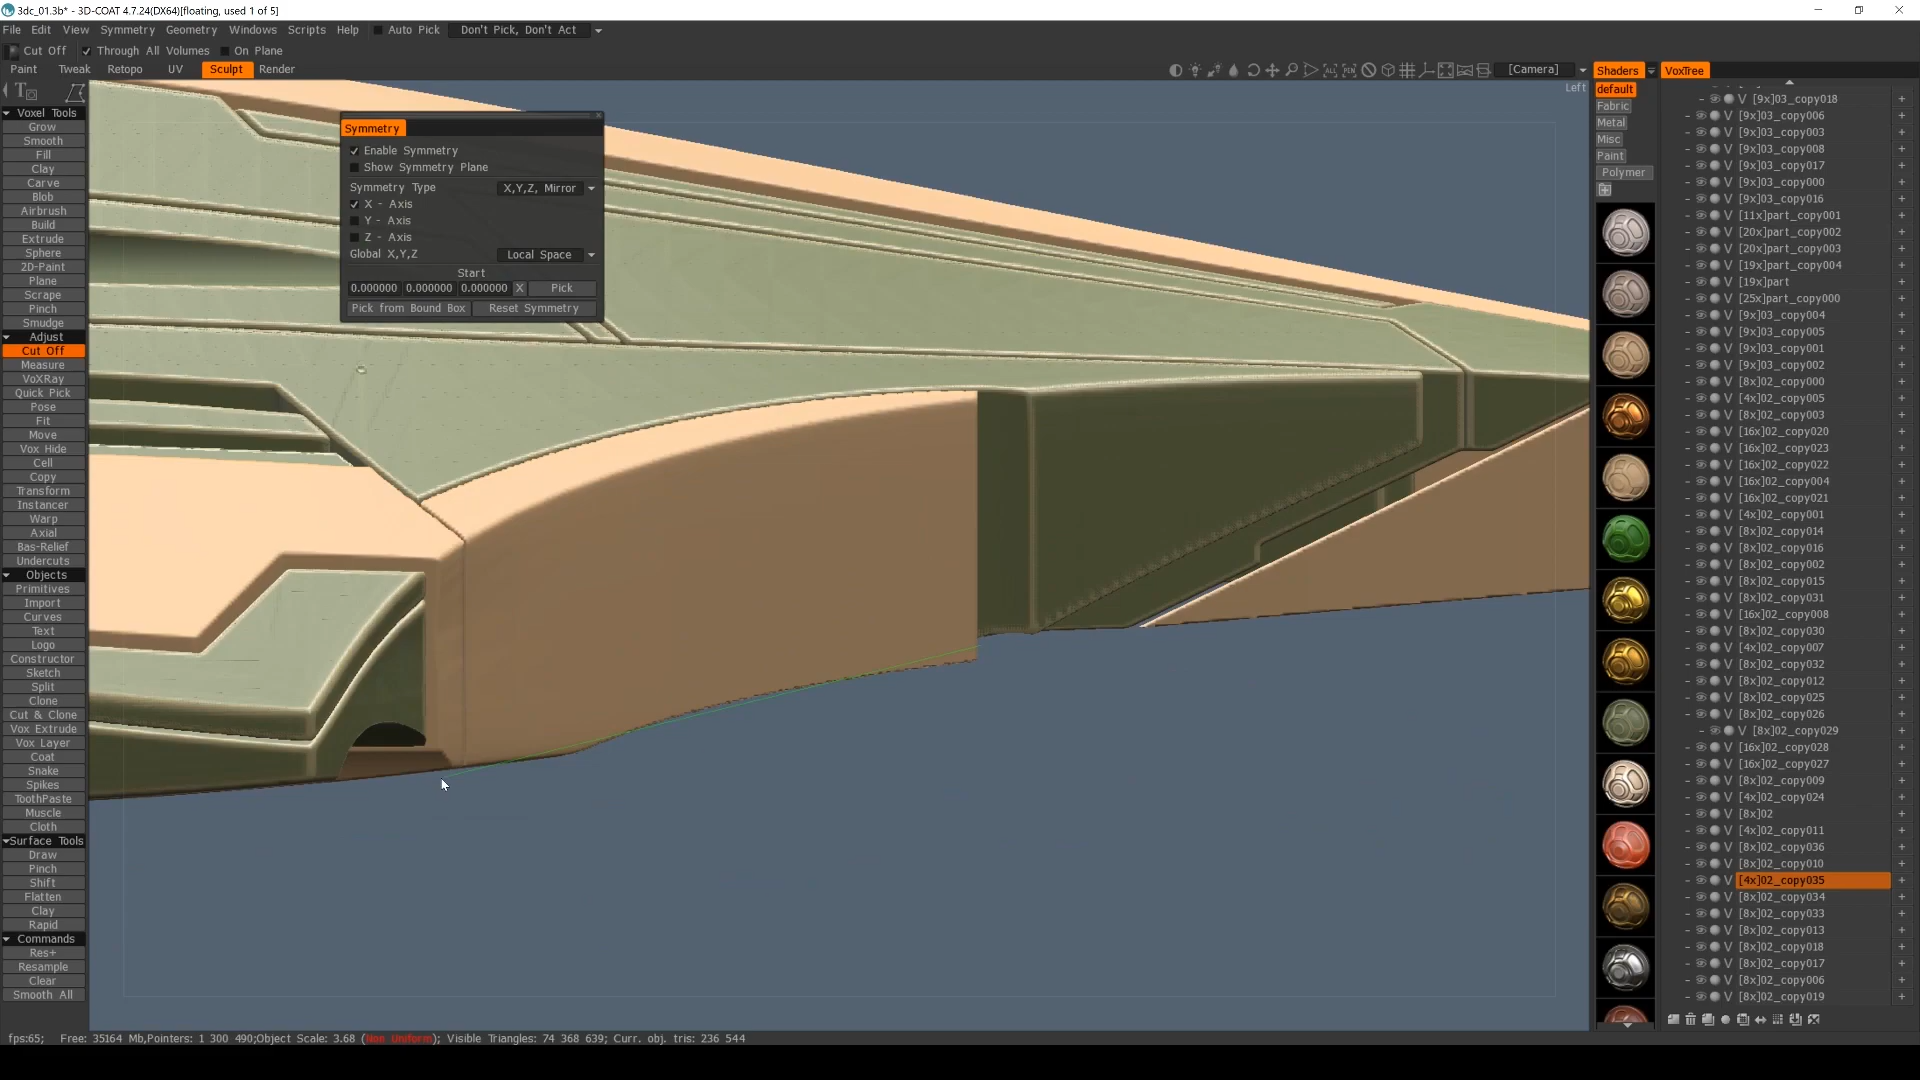 3dc_01.3b* - 3D-COAT 4.7.24(DX64)[floating, used 1 of 5]
File Edit View Symmetry Geometry Windows Scripts Help Auto Pick Don't Pick, Don't Act
Cut Off Through All Volumes On Plane
Paint Tweak Retopo UV Sculpt Render [Camera]
Left
Symmetry
Enable Symmetry
Show Symmetry Plane
Symmetry Type X,Y,Z, Mirror
X - Axis
Y - Axis
Z - Axis
Global X,Y,Z Local Space
Start
0.000000 0.000000 0.000000 X Pick
Pick from Bound Box Reset Symmetry
Voxel Tools
Grow
Smooth
Fill
Clay
Carve
Blob
Airbrush
Build
Extrude
Sphere
2D-Paint
Plane
Scrape
Pinch
Smudge
Adjust
Cut Off
Measure
VoXRay
Quick Pick
Pose
Fit
Move
Vox Hide
Cell
Copy
Transform
Instancer
Warp
Axial
Bas-Relief
Undercuts
Objects
Primitives
Import
Curves
Text
Logo
Constructor
Sketch
Split
Clone
Cut & Clone
Vox Extrude
Vox Layer
Coat
Snake
Spikes
ToothPaste
Muscle
Cloth
Surface Tools
Draw
Pinch
Shift
Flatten
Clay
Rapid
Commands
Res+
Resample
Clear
Smooth All
Shaders
default
Fabric
Metal
Misc
Paint
Polymer
VoxTree
V [9x]03_copy018 +
V [9x]03_copy006 +
V [9x]03_copy003 +
V [9x]03_copy008 +
V [9x]03_copy017 +
V [9x]03_copy000 +
V [9x]03_copy016 +
V [11x]part_copy001 +
V [20x]part_copy002 +
V [20x]part_copy003 +
V [19x]part_copy004 +
V [19x]part +
V [25x]part_copy000 +
V [9x]03_copy004 +
V [9x]03_copy005 +
V [9x]03_copy001 +
V [9x]03_copy002 +
V [8x]02_copy000 +
V [4x]02_copy005 +
V [8x]02_copy003 +
V [16x]02_copy020 +
V [16x]02_copy023 +
V [16x]02_copy022 +
V [16x]02_copy004 +
V [16x]02_copy021 +
V [4x]02_copy001 +
V [8x]02_copy014 +
V [8x]02_copy016 +
V [8x]02_copy002 +
V [8x]02_copy015 +
V [8x]02_copy031 +
V [16x]02_copy008 +
V [8x]02_copy030 +
V [4x]02_copy007 +
V [8x]02_copy032 +
V [8x]02_copy012 +
V [8x]02_copy025 +
V [8x]02_copy026 +
V [8x]02_copy029 +
V [16x]02_copy028 +
V [16x]02_copy027 +
V [8x]02_copy009 +
V [4x]02_copy024 +
V [8x]02 +
V [4x]02_copy011 +
V [8x]02_copy036 +
V [8x]02_copy010 +
V [4x]02_copy035 +
V [8x]02_copy034 +
V [8x]02_copy033 +
V [8x]02_copy013 +
V [8x]02_copy018 +
V [8x]02_copy017 +
V [8x]02_copy006 +
V [8x]02_copy019 +
fps:65; Free: 35164 Mb,Pointers: 1 300 490;Object Scale: 3.68 (Non Uniform); Visible Triangles: 74 368 639; Curr. obj. tris: 236 544